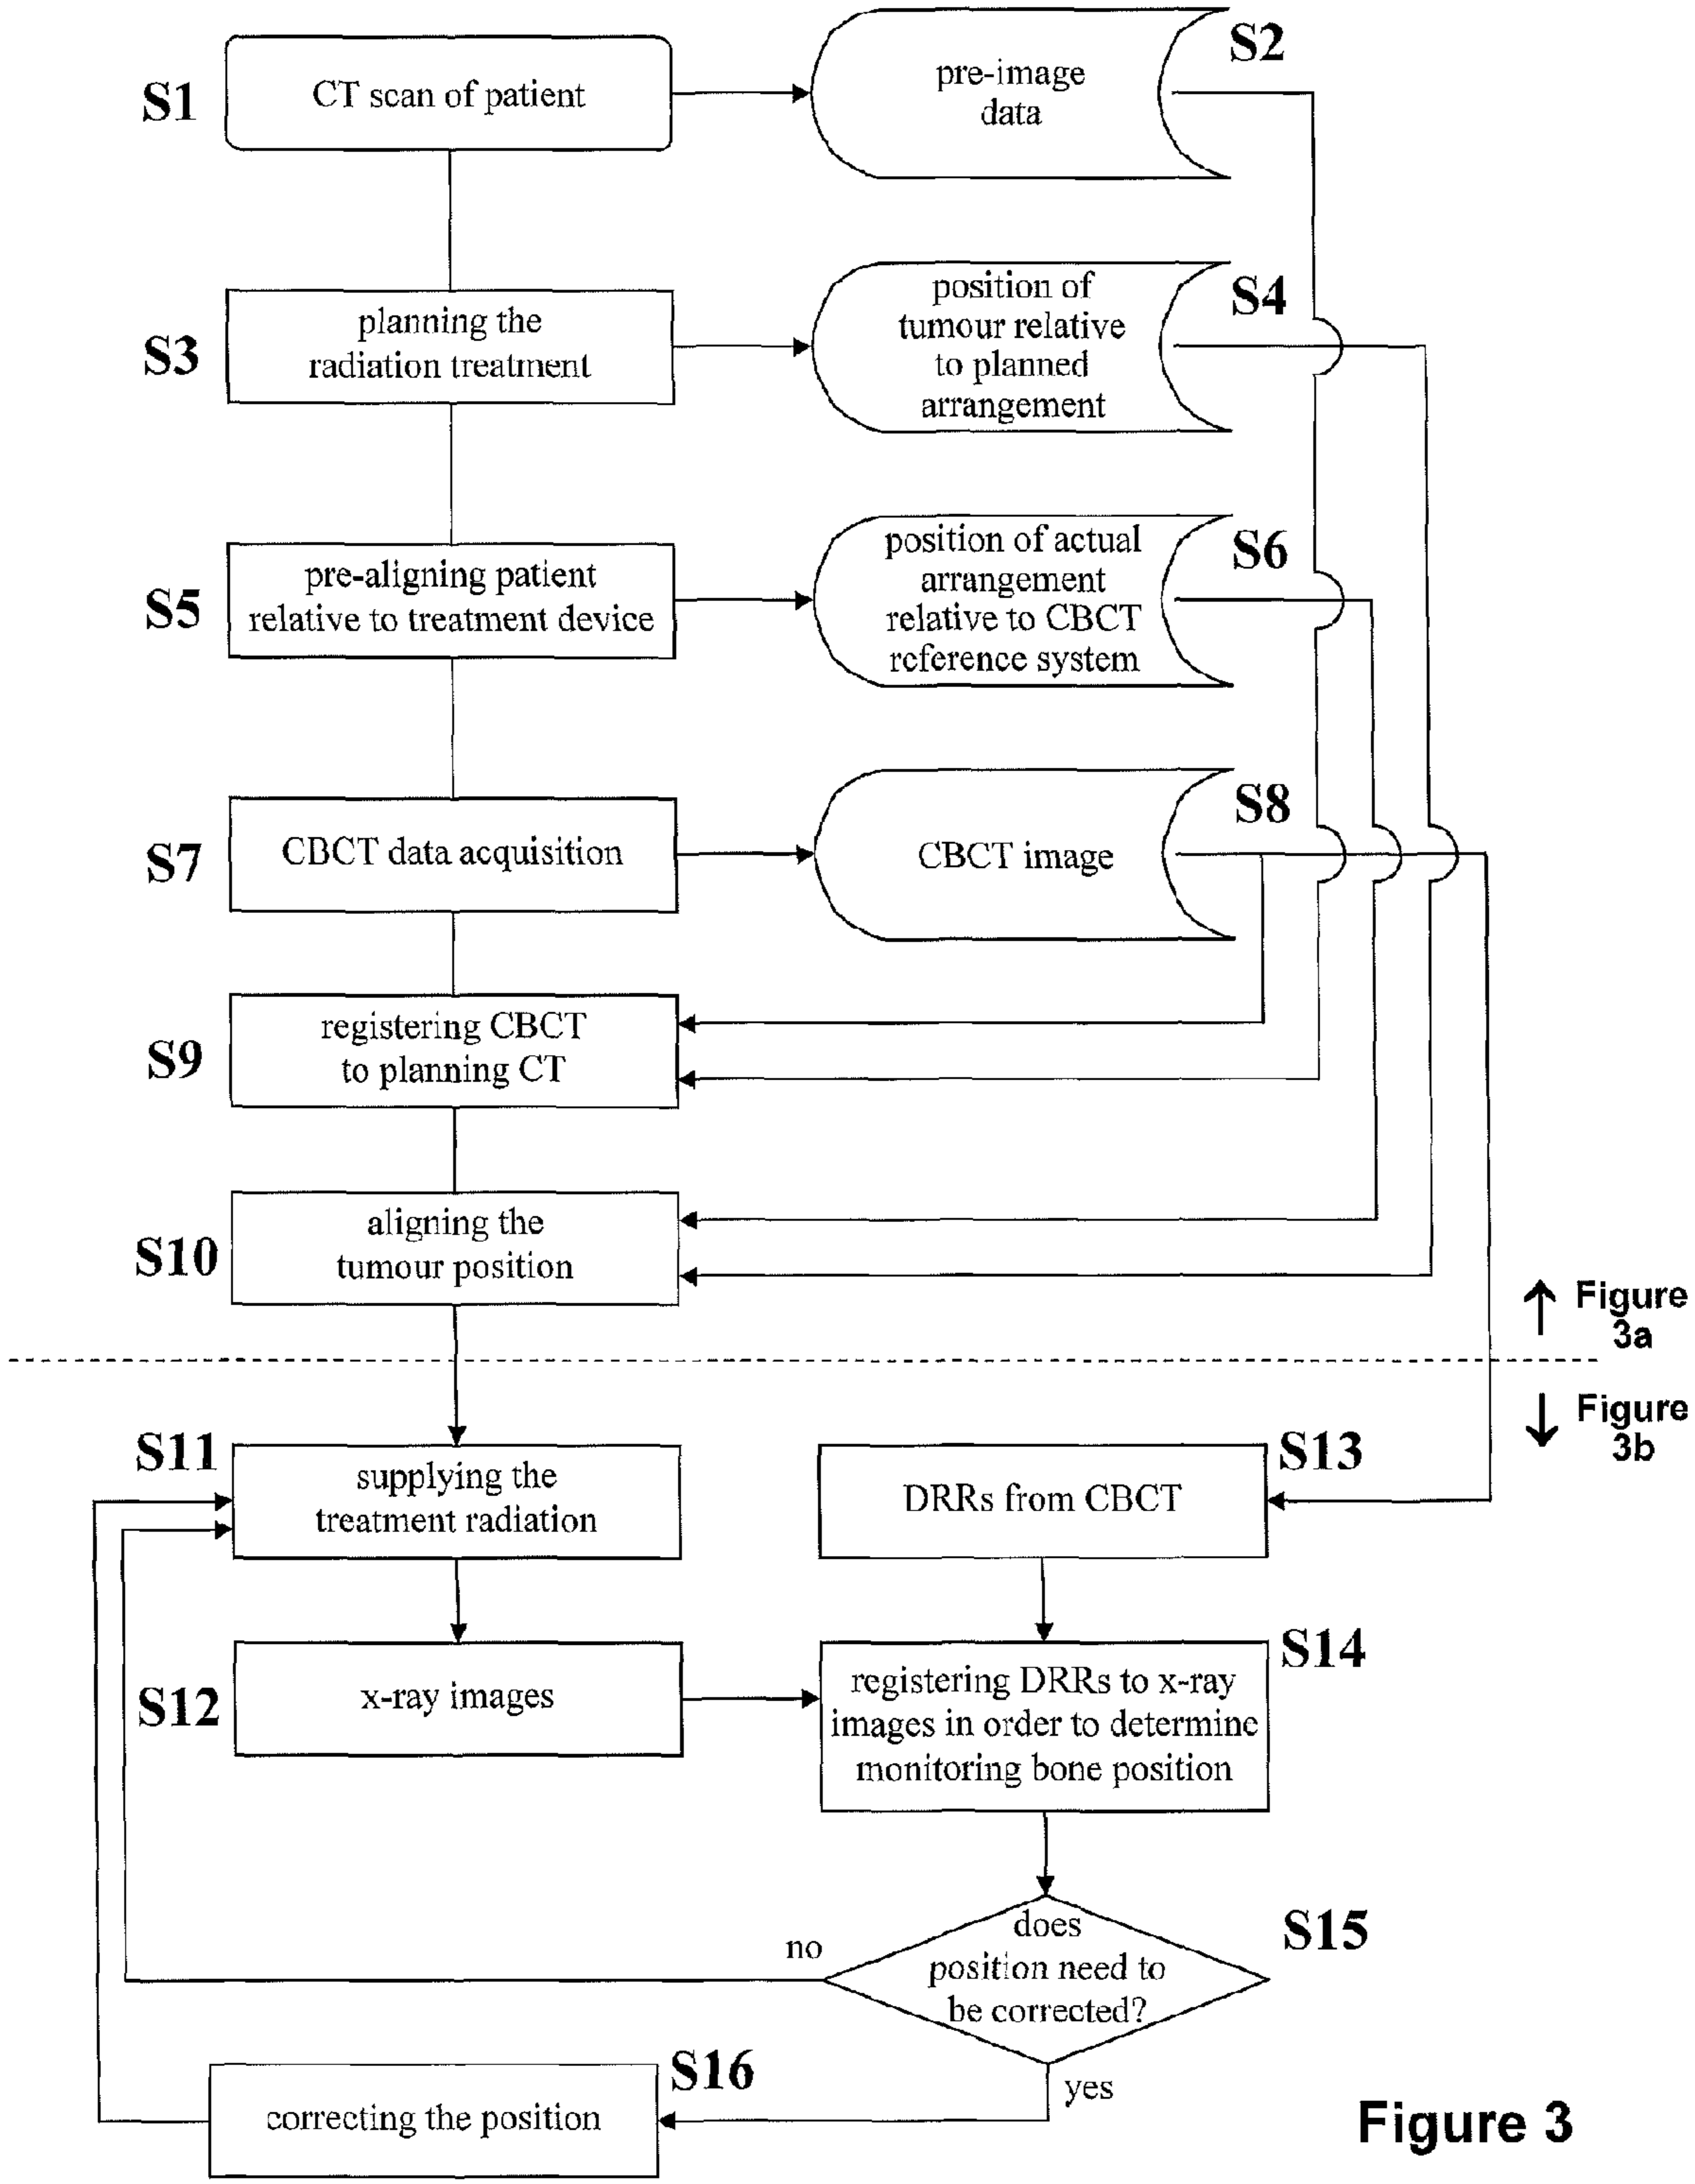 S1
CT scan of patient
pre-image
data
S2
S3
planning the
radiation treatment
position of
tumour relative
to planned
arrangement
S4
S5
pre-aligning patient
relative to treatment device
position of actual
arrangement
relative to CBCT
reference system
S6
S7
CBCT data acquisition
CBCT image
S8
S9
registering CBCT
to planning CT
S10
aligning the
tumour position
↑ Figure
3a
↓ Figure
3b
S11
supplying the
treatment radiation
DRRs from CBCT
S13
S12
x-ray images
registering DRRs to x-ray
images in order to determine
monitoring bone position
S14
does
position need to
be corrected?
S15
no
yes
S16
correcting the position
Figure 3